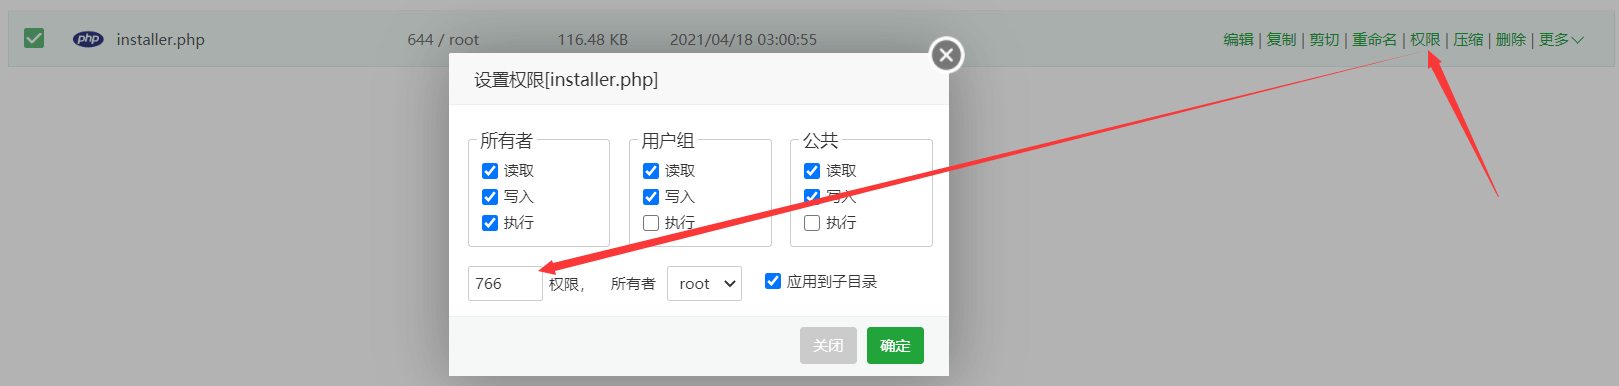 php installer.php 644 / root 116.48 KB 2021/04/18 03:00:55 编辑 | 复制 | 剪切 | 重命名 | 权限 | 压缩 | 删除 | 更多
设置权限[installer.php]
所有者 用户组 公共
读取 读取 读取
写入 写入 写入
执行 执行 执行
766 权限， 所有者 root 应用到子目录
关闭 确定